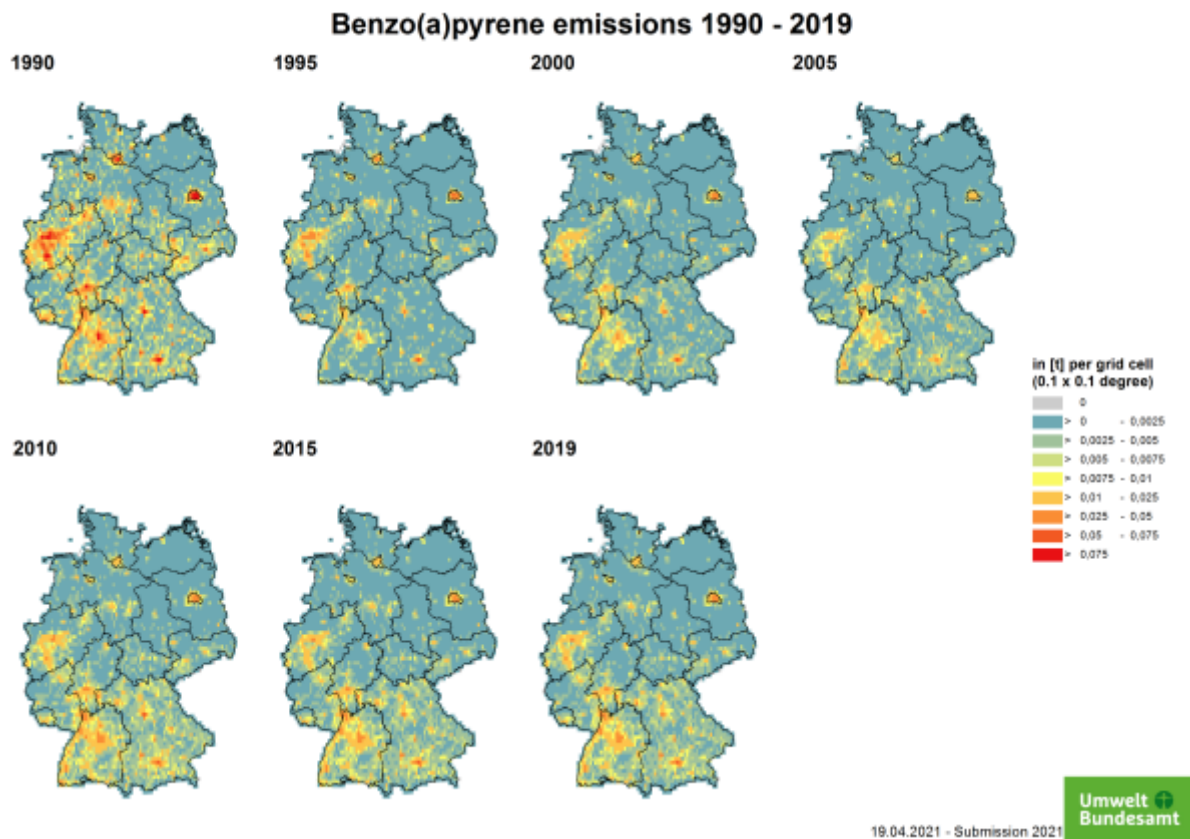 Benzo(a)pyrene emissions 1990 - 2019
1990
1995
2000
2005
in [t] per grid cell
(0.1 x 0.1 degree)
0
> 0 - 0,0025
> 0,0025 - 0,005
> 0,005 - 0,0075
> 0,0075 - 0,01
> 0,01 - 0,025
> 0,025 - 0,05
> 0,05 - 0,075
> 0,075
2010
2015
2019
Umwelt
Bundesamt
19.04.2021 - Submission 2021